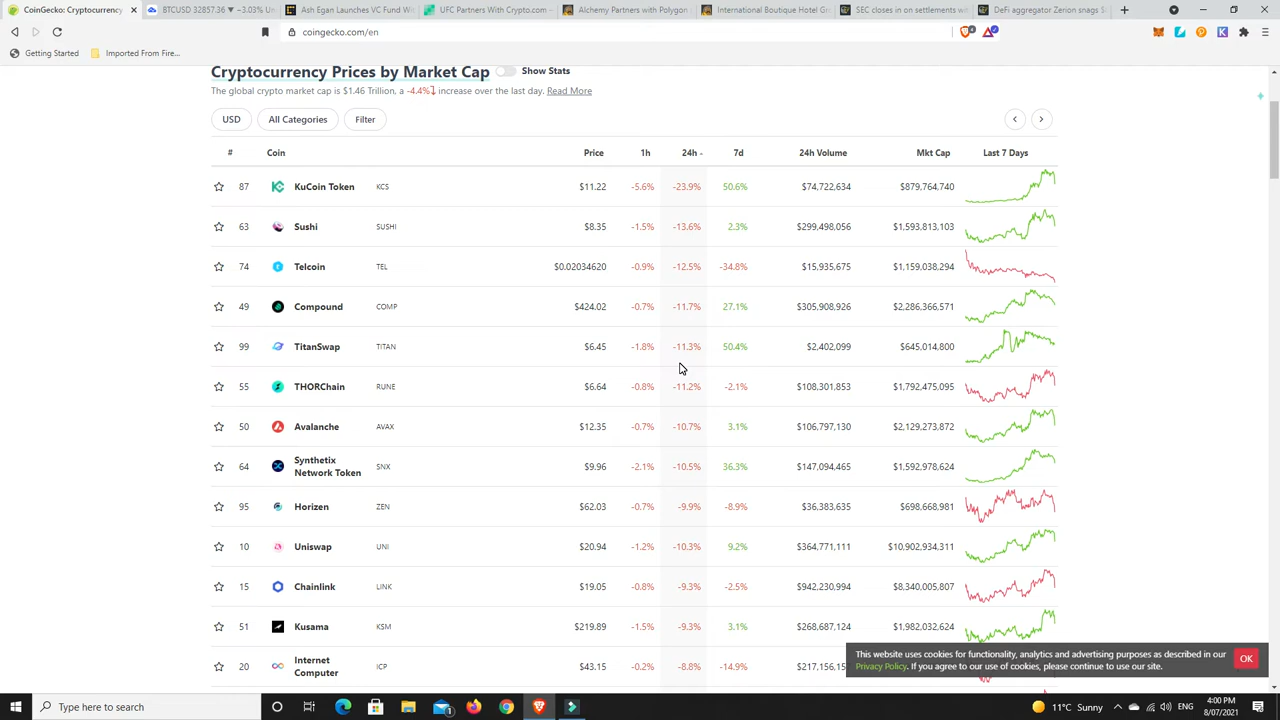 CoinGecko: Cryptocurrency
BTCUSD 32857.36 ▼ −3.03% Un
Ash Egan Launches VC Fund Wi
UFC Partners With Crypto.com –
Alchemy Partners with Polygon
International Boutique Hotel Gr
SEC closes in on settlements wi
DeFi aggregator Zerion snags $
coingecko.com/en
Getting Started
Imported From Fire...
Cryptocurrency Prices by Market Cap
Show Stats
The global crypto market cap is $1.46 Trillion, a -4.4% increase over the last day. Read More
USD All Categories Filter
# Coin Price 1h 24h 7d 24h Volume Mkt Cap Last 7 Days
87 KuCoin Token KCS $11.22 -5.6% -23.9% 50.6% $74,722,634 $879,764,740
63 Sushi SUSHI $8.35 -1.5% -13.6% 2.3% $299,498,056 $1,593,813,103
74 Telcoin TEL $0.02034620 -0.9% -12.5% -34.8% $15,935,675 $1,159,038,294
49 Compound COMP $424.02 -0.7% -11.7% 27.1% $305,908,926 $2,286,366,571
99 TitanSwap TITAN $6.45 -1.8% -11.3% 50.4% $2,402,099 $645,014,800
55 THORChain RUNE $6.64 -0.8% -11.2% -2.1% $108,301,853 $1,792,475,095
50 Avalanche AVAX $12.35 -0.7% -10.7% 3.1% $106,797,130 $2,129,273,872
64 Synthetix Network Token SNX $9.96 -2.1% -10.5% 36.3% $147,094,465 $1,592,978,624
95 Horizen ZEN $62.03 -0.7% -9.9% -8.9% $36,383,635 $698,668,981
10 Uniswap UNI $20.94 -1.2% -10.3% 9.2% $364,771,111 $10,902,934,311
15 Chainlink LINK $19.05 -0.8% -9.3% -2.5% $942,230,994 $8,340,005,807
51 Kusama KSM $219.89 -1.5% -9.3% 3.1% $268,687,124 $1,982,032,624
20 Internet Computer ICP $43.15 -0.2% -8.8% -14.9% $217,156,15
This website uses cookies for functionality, analytics and advertising purposes as described in our
Privacy Policy. If you agree to our use of cookies, please continue to use our site.
OK
Type here to search
11°C Sunny
4:00 PM
8/07/2021